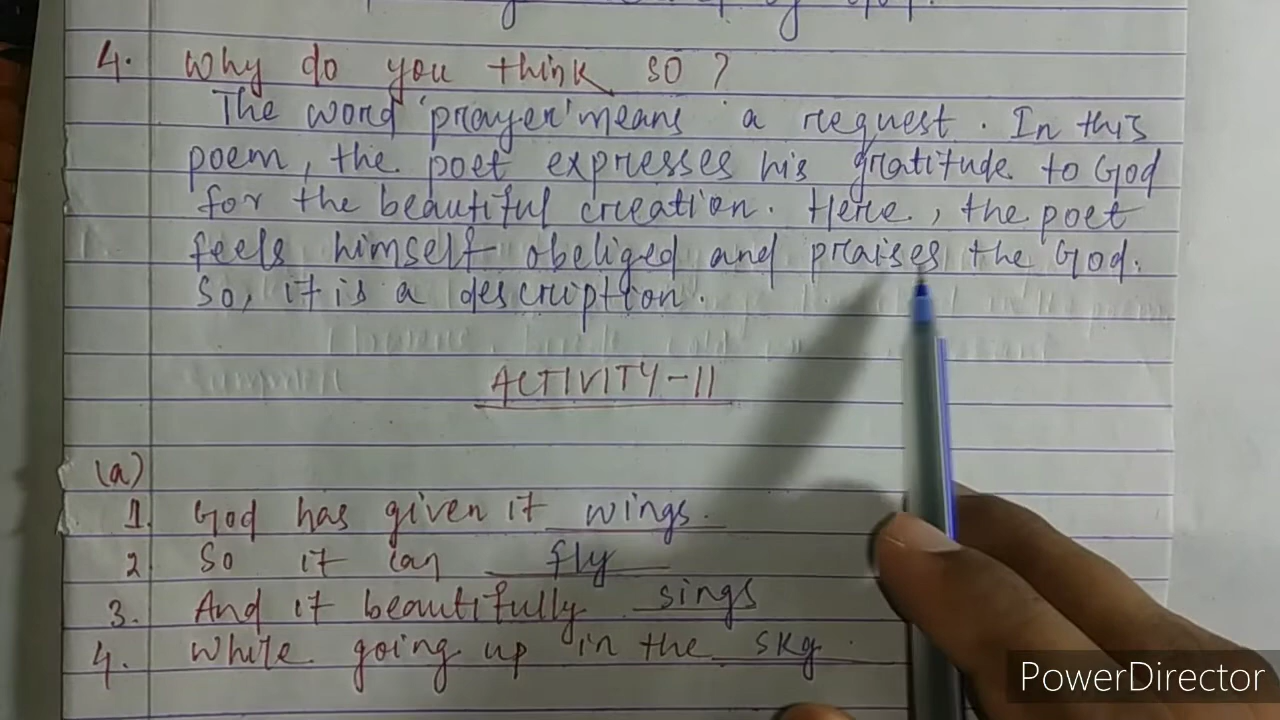 4. Why do you think so ?
The word 'prayer' means a request. In this
poem, the poet expresses his gratitude to God
for the beautiful creation. Here, the poet
feels himself obeliged and praises the God.
So, it is a description.
ACTIVITY-11
(a)
1. God has given it wings.
2 So it can fly
3. And it beautifully sings
4. While going up in the sky.
PowerDirector